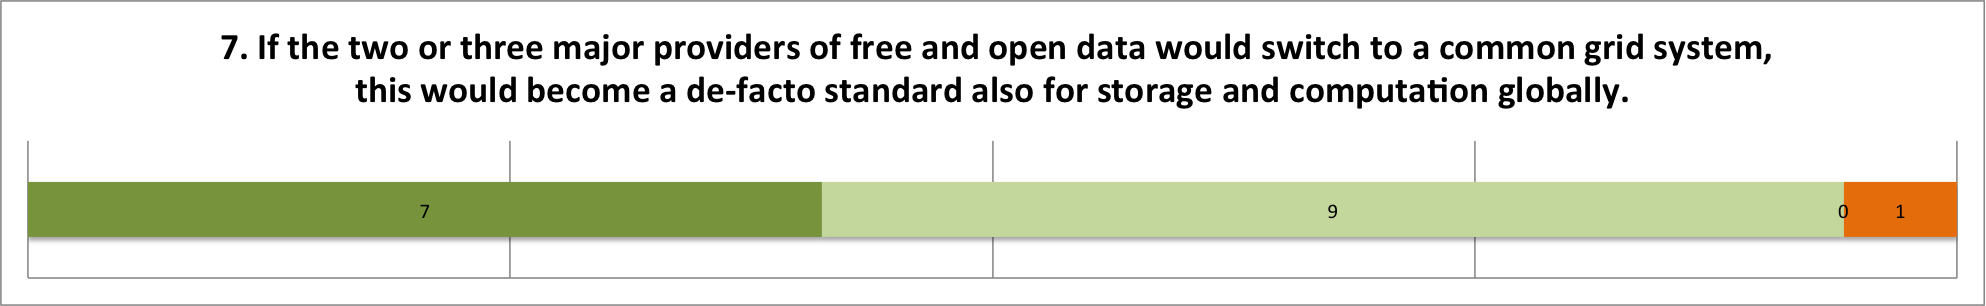 7. If the two or three major providers of free and open data would switch to a common grid system,
this would become a de-facto standard also for storage and computation globally.
7 9 0 1